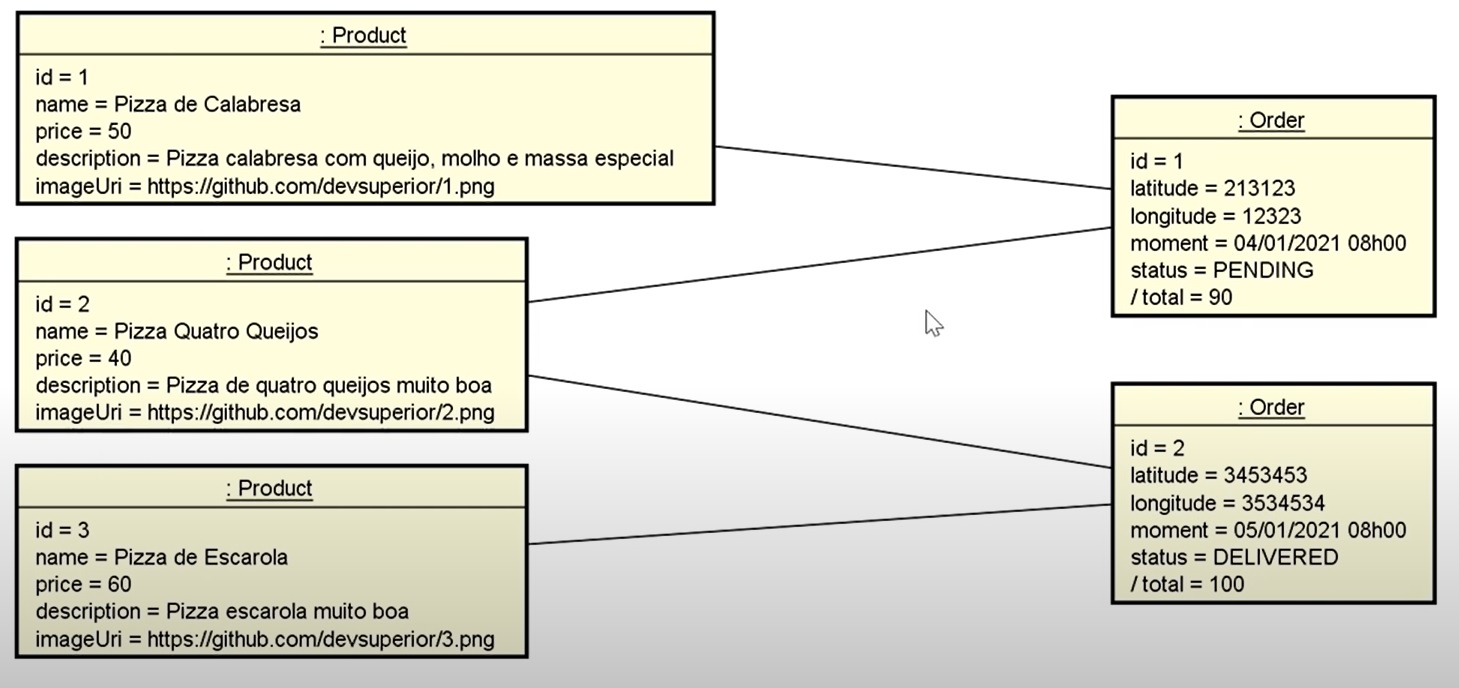 : Product
id = 1
name = Pizza de Calabresa
price = 50
description = Pizza calabresa com queijo, molho e massa especial
imageUri = https://github.com/devsuperior/1.png
: Product
id = 2
name = Pizza Quatro Queijos
price = 40
description = Pizza de quatro queijos muito boa
imageUri = https://github.com/devsuperior/2.png
: Product
id = 3
name = Pizza de Escarola
price = 60
description = Pizza escarola muito boa
imageUri = https://github.com/devsuperior/3.png
: Order
id = 1
latitude = 213123
longitude = 12323
moment = 04/01/2021 08h00
status = PENDING
/ total = 90
: Order
id = 2
latitude = 3453453
longitude = 3534534
moment = 05/01/2021 08h00
status = DELIVERED
/ total = 100